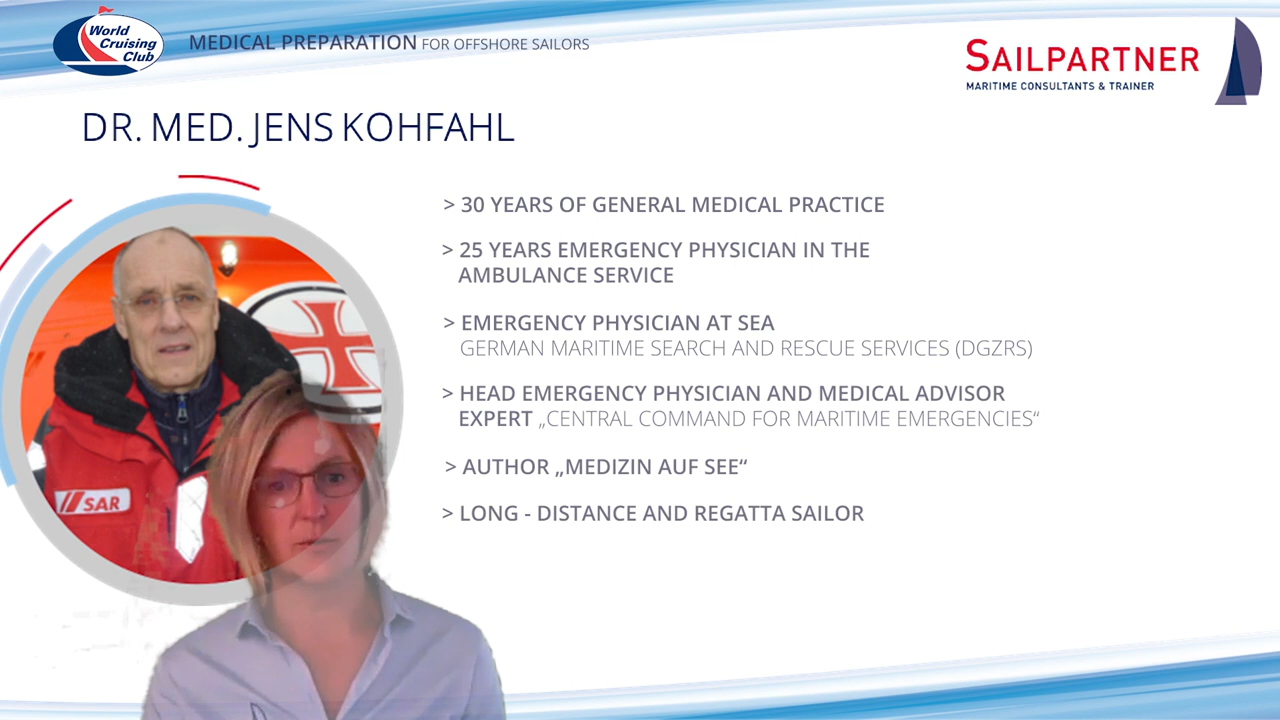 World
Cruising
Club
MEDICAL PREPARATION FOR OFFSHORE SAILORS
SAILPARTNER
MARITIME CONSULTANTS & TRAINER
DR. MED. JENS KOHFAHL
> 30 YEARS OF GENERAL MEDICAL PRACTICE
> 25 YEARS EMERGENCY PHYSICIAN IN THE
AMBULANCE SERVICE
> EMERGENCY PHYSICIAN AT SEA
GERMAN MARITIME SEARCH AND RESCUE SERVICES (DGZRS)
> HEAD EMERGENCY PHYSICIAN AND MEDICAL ADVISOR
EXPERT „CENTRAL COMMAND FOR MARITIME EMERGENCIES“
> AUTHOR „MEDIZIN AUF SEE“
> LONG - DISTANCE AND REGATTA SAILOR
SAR